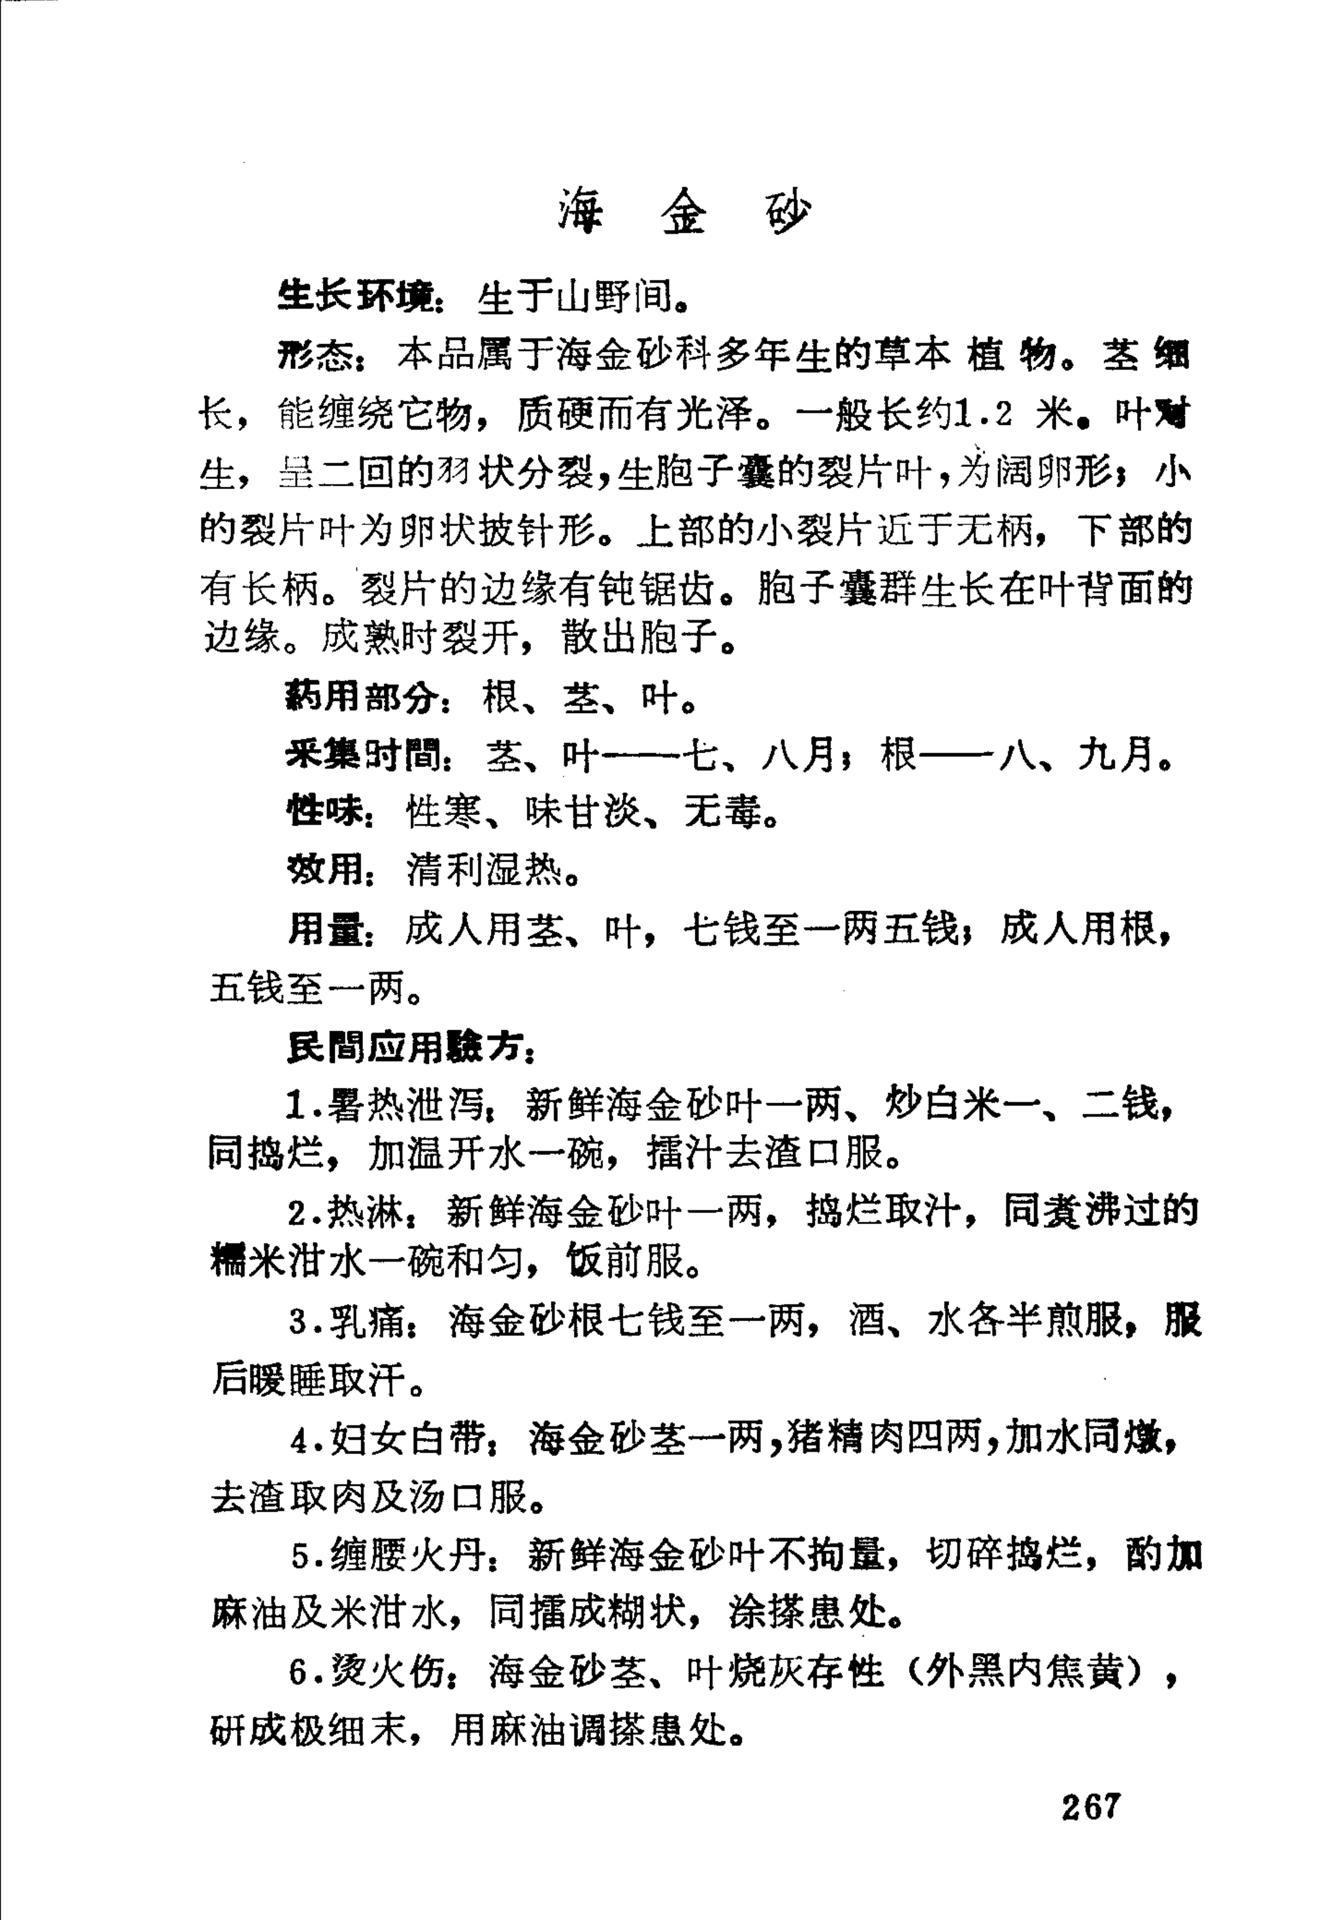 海金砂
生长环境：生于山野间。
形态：本品属于海金砂科多年生的草本植物。茎细
长，能缠绕它物，质硬而有光泽。一般长约1.2米。叶对
生，呈二回的羽状分裂，生胞子囊的裂片叶，为阔卵形；小
的裂片叶为卵状披针形。上部的小裂片近于无柄，下部的
有长柄。裂片的边缘有钝锯齿。胞子囊群生长在叶背面的
边缘。成熟时裂开，散出胞子。
药用部分：根、茎、叶。
采集时間：茎、叶——七、八月；根——八、九月。
性味：性寒、味甘淡、无毒。
效用：清利湿热。
用量：成人用茎、叶，七钱至一两五钱；成人用根，
五钱至一两。
民間应用驗方：
1.暑热泄泻：新鲜海金砂叶一两、炒白米一、二钱，
同捣烂，加温开水一碗，擂汁去渣口服。
2.热淋：新鲜海金砂叶一两，捣烂取汁，同煮沸过的
糯米泔水一碗和匀，饭前服。
3.乳痛：海金砂根七钱至一两，酒、水各半煎服，服
后暖睡取汗。
4.妇女白带：海金砂茎一两，猪精肉四两，加水同燉，
去渣取肉及汤口服。
5.缠腰火丹：新鲜海金砂叶不拘量，切碎捣烂，酌加
麻油及米泔水，同擂成糊状，涂搽患处。
6.烫火伤：海金砂茎、叶烧灰存性（外黑内焦黄），
研成极细末，用麻油调搽患处。
267